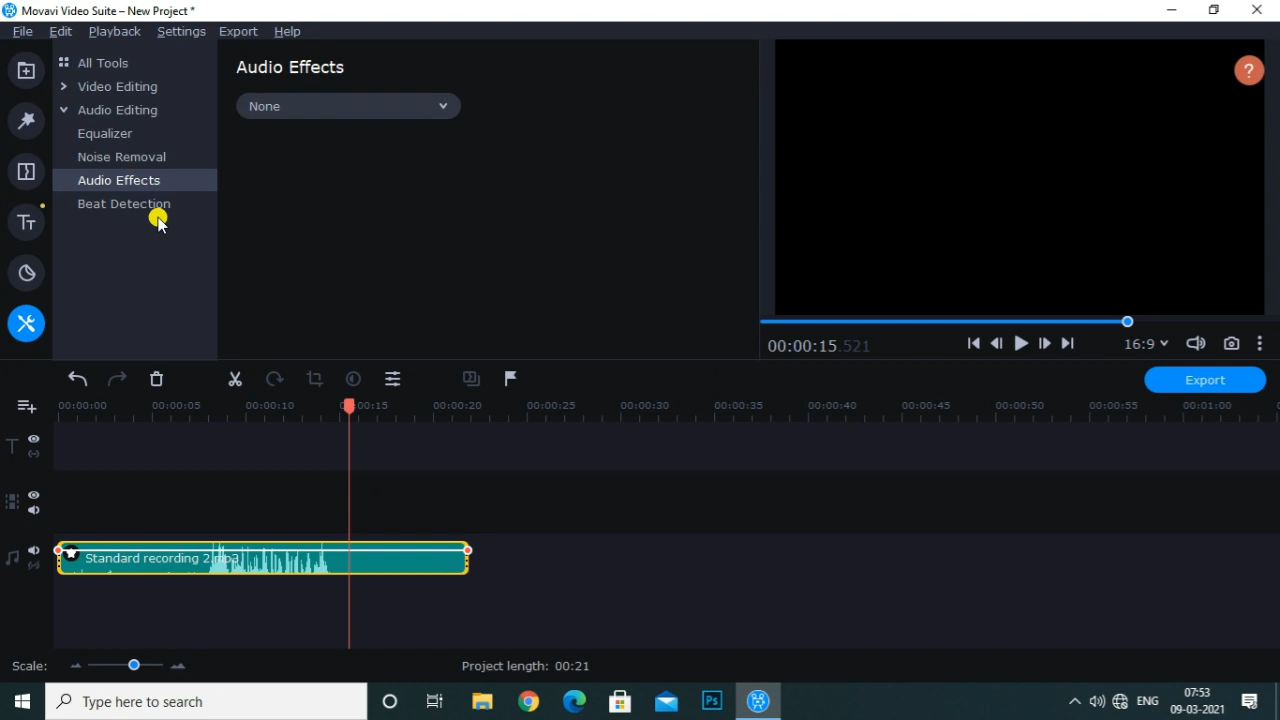 Movavi Video Suite – New Project *
File Edit Playback Settings Export Help
All Tools
Video Editing
Audio Editing
Equalizer
Noise Removal
Audio Effects
Beat Detection
Audio Effects
None
?
00:00:15.521
16:9
Export
00:00:00 00:00:05 00:00:10 00:00:15 00:00:20 00:00:25 00:00:30 00:00:35 00:00:40 00:00:45 00:00:50 00:00:55 00:01:00
Standard recording 2.mp3
Scale:
Project length: 00:21
Type here to search
Ps
ENG
07:53
09-03-2021